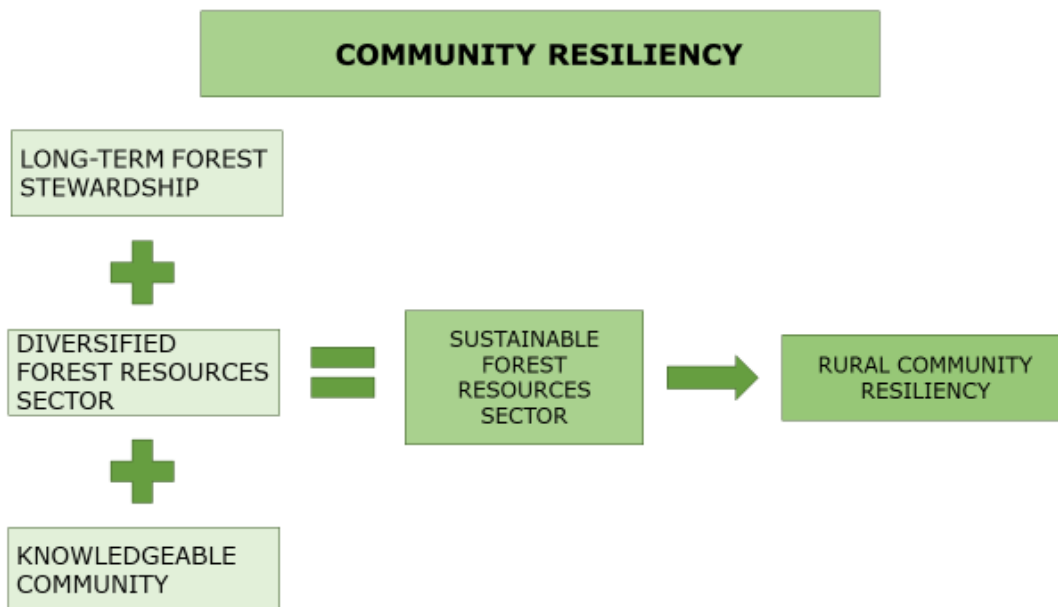 COMMUNITY RESILIENCY
LONG-TERM FOREST
STEWARDSHIP
DIVERSIFIED
FOREST RESOURCES
SECTOR
KNOWLEDGEABLE
COMMUNITY
SUSTAINABLE
FOREST
RESOURCES
SECTOR
RURAL COMMUNITY
RESILIENCY